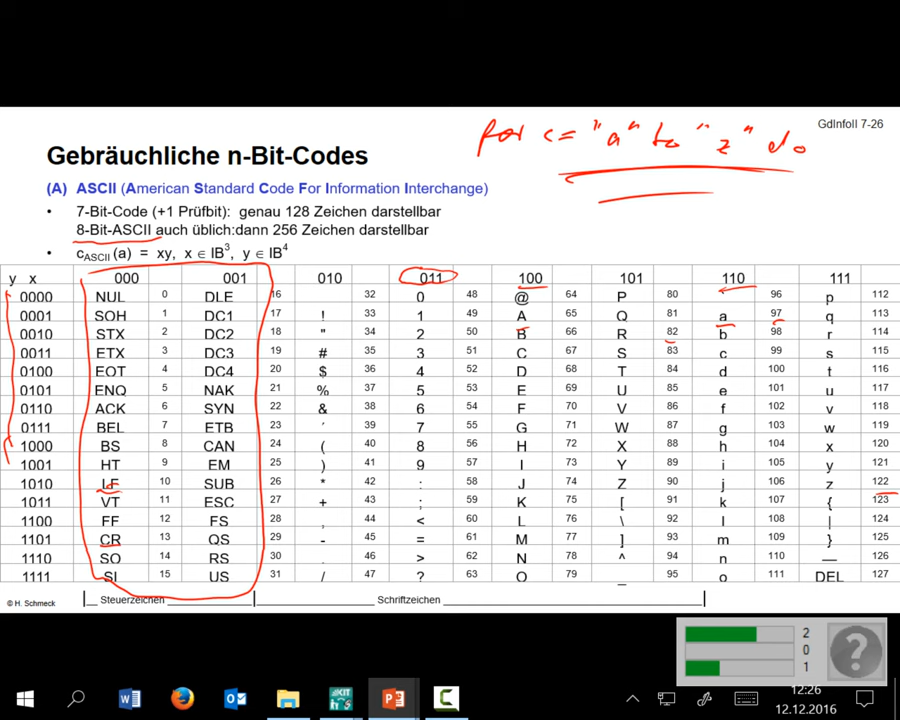 for c = "a" to "z" do
GdInfoII 7-26
Gebräuchliche n-Bit-Codes
(A) ASCII (American Standard Code For Information Interchange)
• 7-Bit-Code (+1 Prüfbit): genau 128 Zeichen darstellbar
8-Bit-ASCII auch üblich:dann 256 Zeichen darstellbar
• cASCII(a) = xy, x ∈ IB3, y ∈ IB4
y x 000 001 010 011 100 101 110 111
0000 NUL 0 DLE 16 32 0 48 @ 64 P 80 96 p 112
0001 SOH 1 DC1 17 ! 33 1 49 A 65 Q 81 a 97 q 113
0010 STX 2 DC2 18 " 34 2 50 B 66 R 82 b 98 r 114
0011 ETX 3 DC3 19 # 35 3 51 C 67 S 83 c 99 s 115
0100 EOT 4 DC4 20 $ 36 4 52 D 68 T 84 d 100 t 116
0101 ENQ 5 NAK 21 % 37 5 53 E 69 U 85 e 101 u 117
0110 ACK 6 SYN 22 & 38 6 54 F 70 V 86 f 102 v 118
0111 BEL 7 ETB 23 ´ 39 7 55 G 71 W 87 g 103 w 119
1000 BS 8 CAN 24 ( 40 8 56 H 72 X 88 h 104 x 120
1001 HT 9 EM 25 ) 41 9 57 I 73 Y 89 i 105 y 121
1010 LF 10 SUB 26 * 42 : 58 J 74 Z 90 j 106 z 122
1011 VT 11 ESC 27 + 43 ; 59 K 75 [ 91 k 107 { 123
1100 FF 12 FS 28 , 44 < 60 L 76 \ 92 l 108 | 124
1101 CR 13 QS 29 - 45 = 61 M 77 ] 93 m 109 } 125
1110 SO 14 RS 30 . 46 > 62 N 78 ^ 94 n 110 — 126
1111 SI 15 US 31 / 47 ? 63 O 79 _ 95 o 111 DEL 127
© H. Schmeck Steuerzeichen Schriftzeichen
2
0
1
?
12:26
12.12.2016